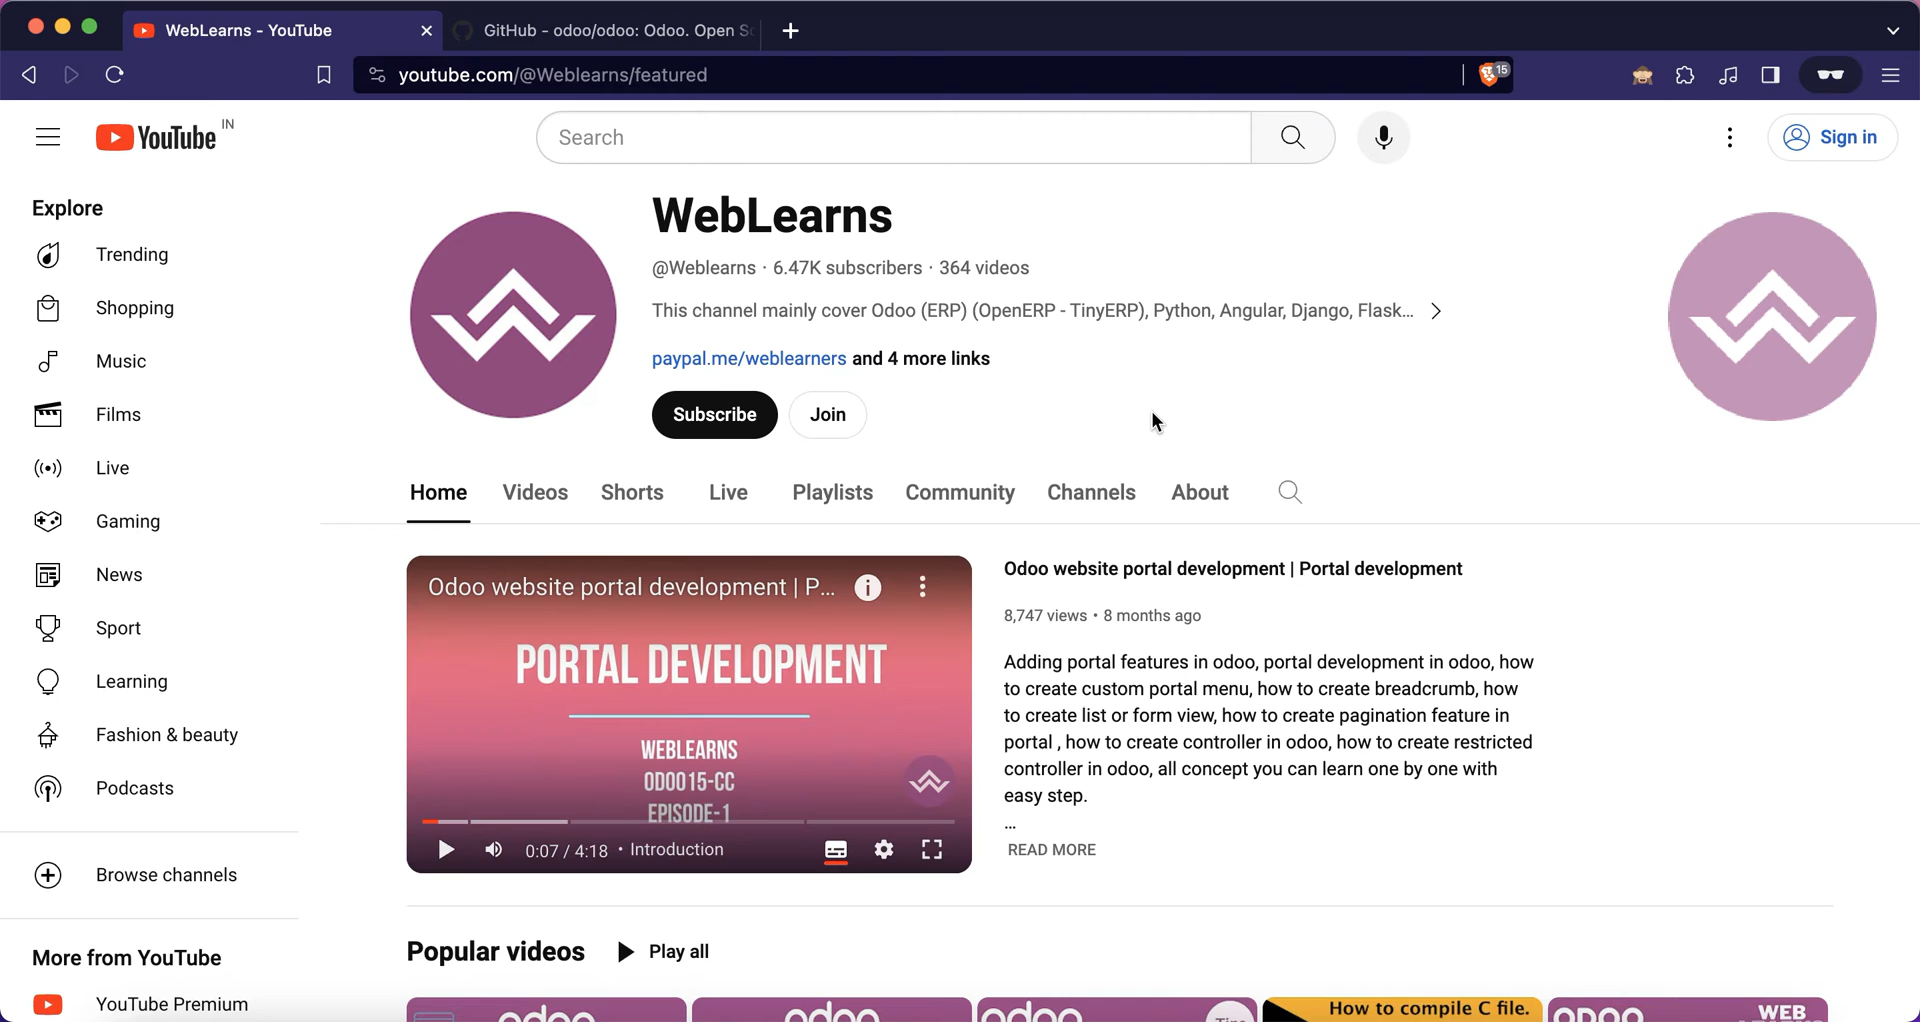 WebLearns - YouTube
GitHub - odoo/odoo: Odoo. Open
youtube.com/@Weblearns/featured
15
YouTube IN
Search
Sign in
Explore
Trending
Shopping
Music
Films
Live
Gaming
News
Sport
Learning
Fashion & beauty
Podcasts
Browse channels
More from YouTube
YouTube Premium
WebLearns
@Weblearns · 6.47K subscribers · 364 videos
This channel mainly cover Odoo (ERP) (OpenERP - TinyERP), Python, Angular, Django, Flask...
paypal.me/weblearners and 4 more links
Subscribe
Join
Home Videos Shorts Live Playlists Community Channels About
Odoo website portal development | P...
PORTAL DEVELOPMENT
WEBLEARNS
ODOO15-CC
EPISODE-1
0:07 / 4:18 • Introduction
Odoo website portal development | Portal development
8,747 views • 8 months ago
Adding portal features in odoo, portal development in odoo, how
to create custom portal menu, how to create breadcrumb, how
to create list or form view, how to create pagination feature in
portal , how to create controller in odoo, how to create restricted
controller in odoo, all concept you can learn one by one with
easy step.
...
READ MORE
Popular videos
Play all
odoo
odoo
odoo
How to compile C file.
odoo
WEB